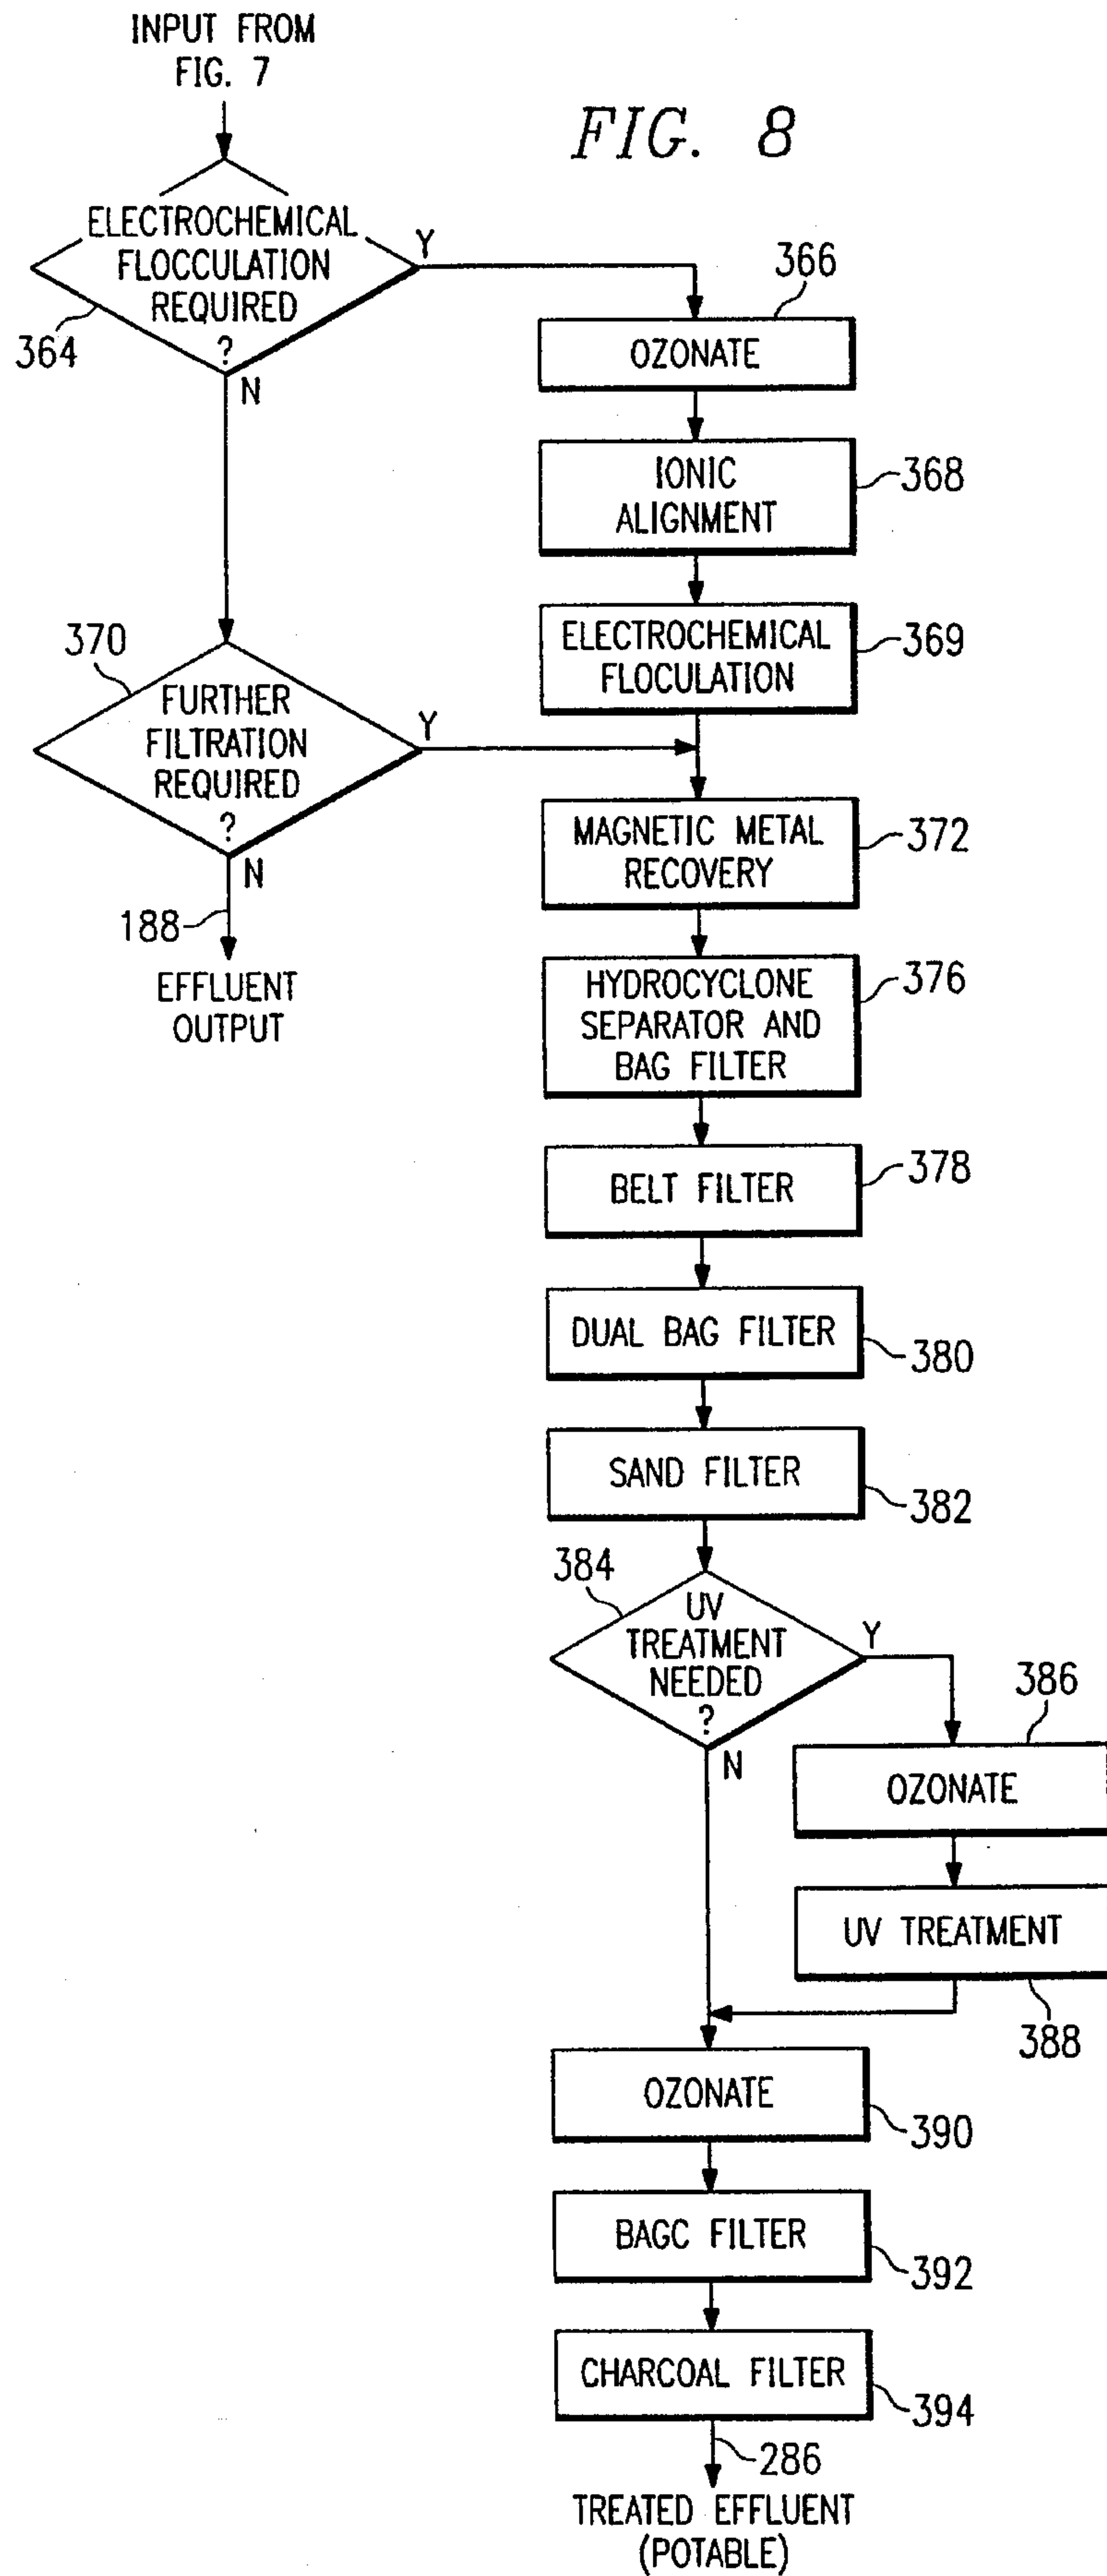 INPUT FROM
FIG. 7
FIG. 8
ELECTROCHEMICAL
FLOCCULATION
REQUIRED
?
Y
N
364
366
OZONATE
IONIC
ALIGNMENT
368
ELECTROCHEMICAL
FLOCULATION
369
370
FURTHER
FILTRATION
REQUIRED
?
Y
N
188
EFFLUENT
OUTPUT
MAGNETIC METAL
RECOVERY
372
HYDROCYCLONE
SEPARATOR AND
BAG FILTER
376
BELT FILTER
378
DUAL BAG FILTER
380
SAND FILTER
382
384
UV
TREATMENT
NEEDED
?
Y
N
386
OZONATE
UV TREATMENT
388
OZONATE
390
BAGC FILTER
392
CHARCOAL FILTER
394
286
TREATED EFFLUENT
(POTABLE)